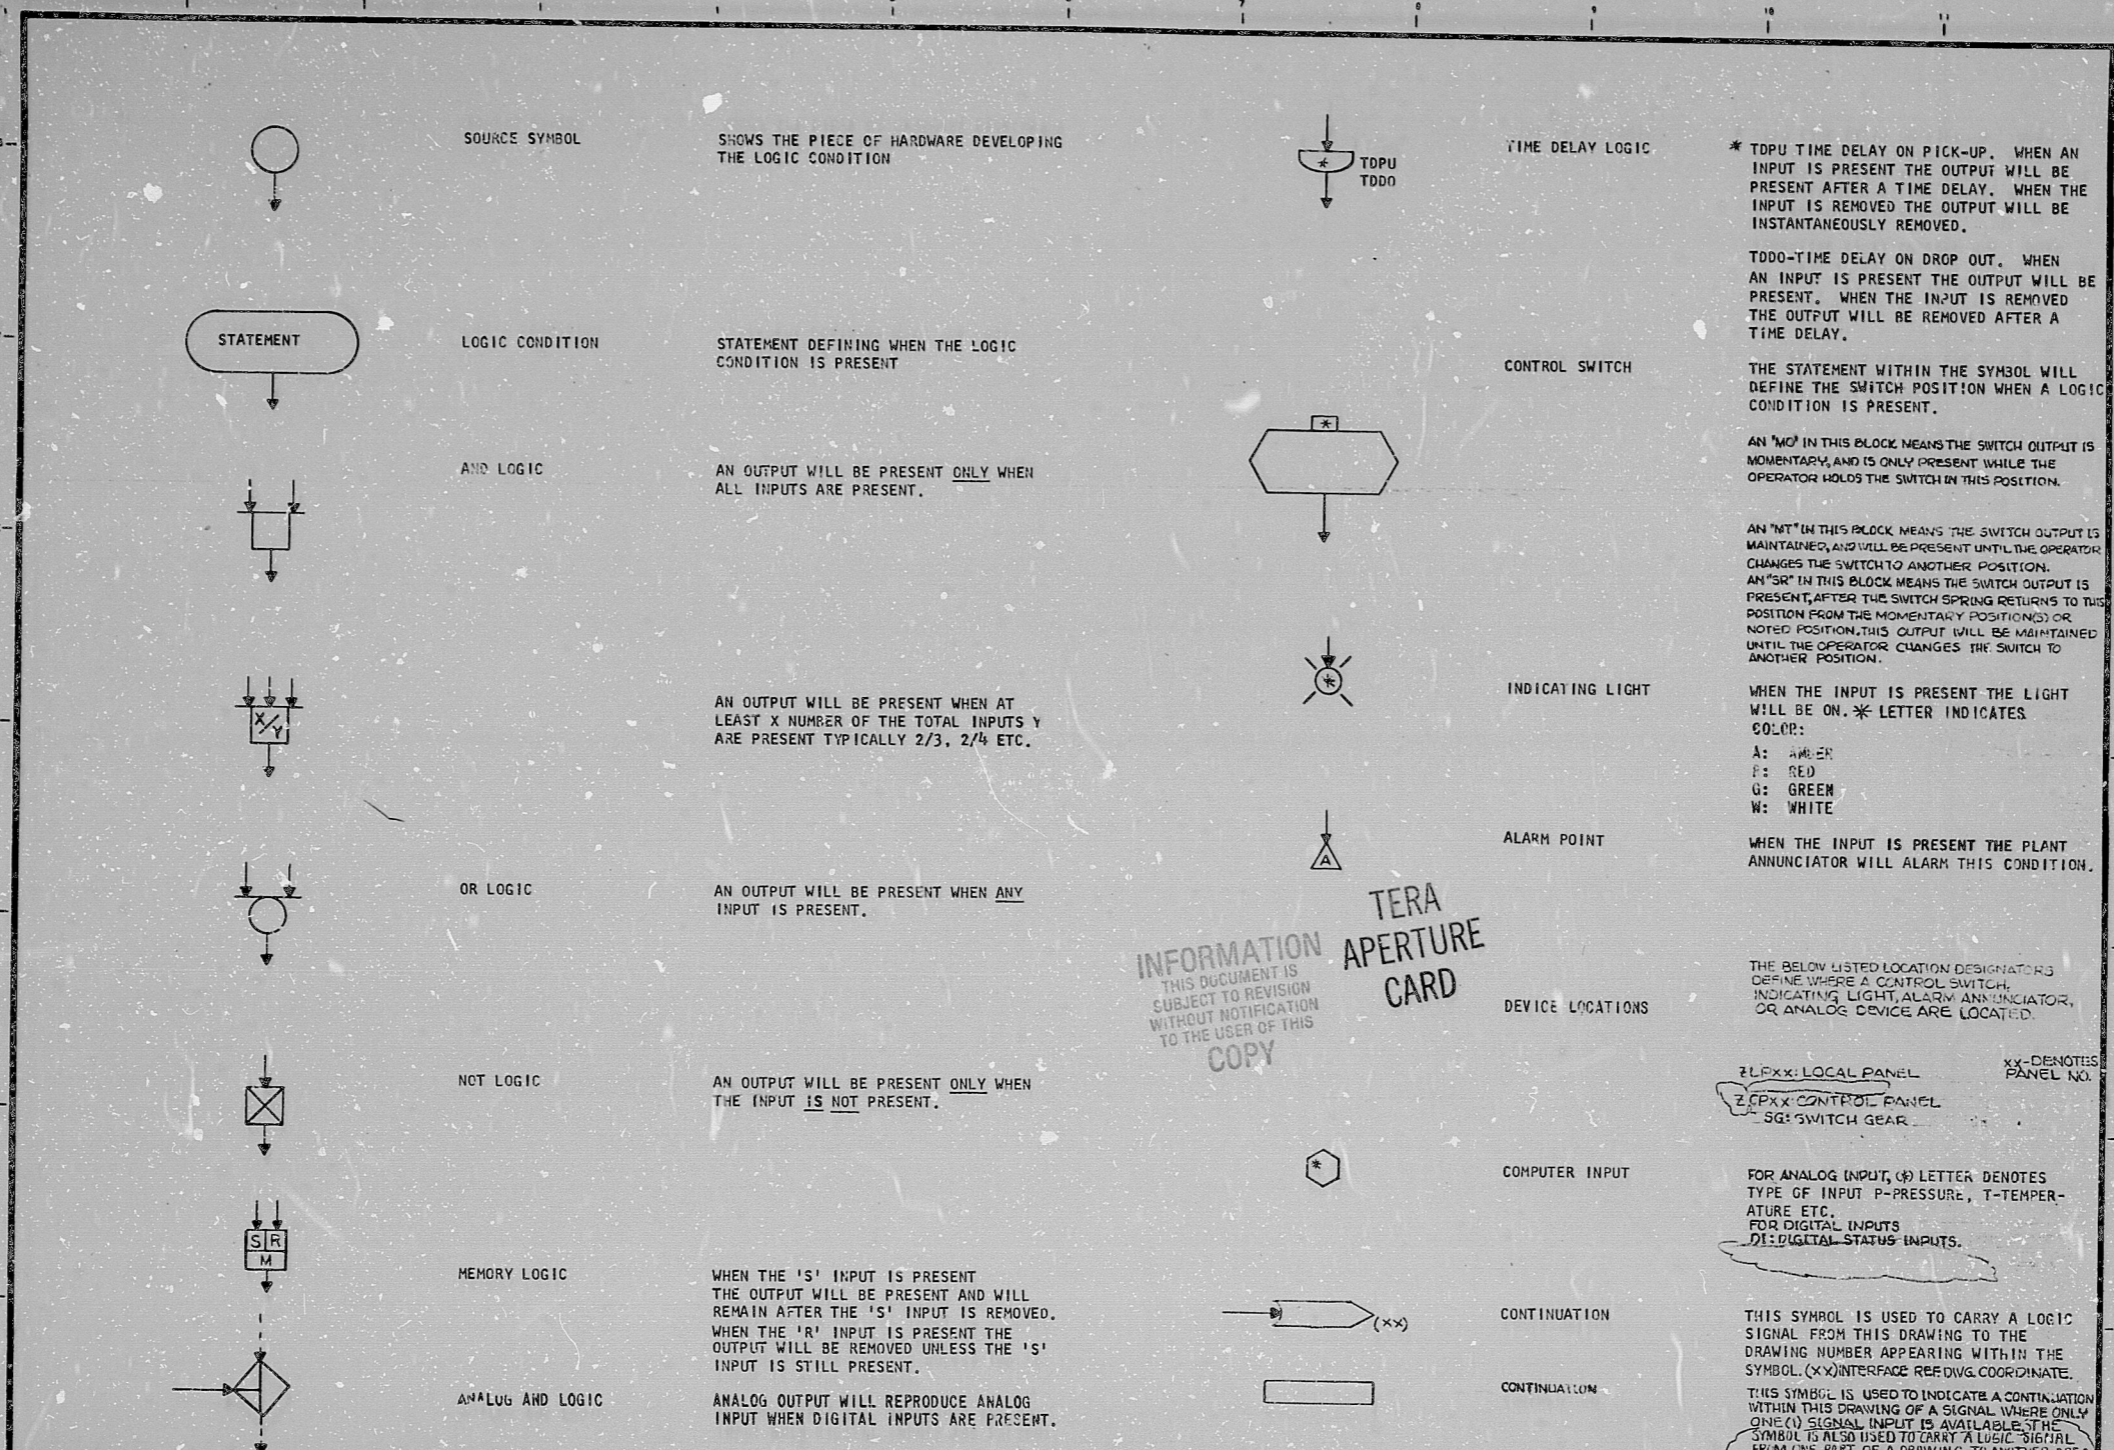 7
8
9
10
11
SOURCE SYMBOL
SHOWS THE PIECE OF HARDWARE DEVELOPING
THE LOGIC CONDITION
STATEMENT
LOGIC CONDITION
STATEMENT DEFINING WHEN THE LOGIC
CONDITION IS PRESENT
AND LOGIC
AN OUTPUT WILL BE PRESENT ONLY WHEN
ALL INPUTS ARE PRESENT.
X/Y
AN OUTPUT WILL BE PRESENT WHEN AT
LEAST X NUMBER OF THE TOTAL INPUTS Y
ARE PRESENT TYPICALLY 2/3, 2/4 ETC.
OR LOGIC
AN OUTPUT WILL BE PRESENT WHEN ANY
INPUT IS PRESENT.
NOT LOGIC
AN OUTPUT WILL BE PRESENT ONLY WHEN
THE INPUT IS NOT PRESENT.
S R
M
MEMORY LOGIC
WHEN THE 'S' INPUT IS PRESENT
THE OUTPUT WILL BE PRESENT AND WILL
REMAIN AFTER THE 'S' INPUT IS REMOVED.
WHEN THE 'R' INPUT IS PRESENT THE
OUTPUT WILL BE REMOVED UNLESS THE 'S'
INPUT IS STILL PRESENT.
ANALOG AND LOGIC
ANALOG OUTPUT WILL REPRODUCE ANALOG
INPUT WHEN DIGITAL INPUTS ARE PRESENT.
* TDPU
TDDO
TIME DELAY LOGIC
* TDPU TIME DELAY ON PICK-UP. WHEN AN
INPUT IS PRESENT THE OUTPUT WILL BE
PRESENT AFTER A TIME DELAY. WHEN THE
INPUT IS REMOVED THE OUTPUT WILL BE
INSTANTANEOUSLY REMOVED.
TDDO-TIME DELAY ON DROP OUT. WHEN
AN INPUT IS PRESENT THE OUTPUT WILL BE
PRESENT. WHEN THE INPUT IS REMOVED
THE OUTPUT WILL BE REMOVED AFTER A
TIME DELAY.
*
CONTROL SWITCH
THE STATEMENT WITHIN THE SYMBOL WILL
DEFINE THE SWITCH POSITION WHEN A LOGIC
CONDITION IS PRESENT.
AN "MO" IN THIS BLOCK MEANS THE SWITCH OUTPUT IS
MOMENTARY, AND IS ONLY PRESENT WHILE THE
OPERATOR HOLDS THE SWITCH IN THIS POSITION.
AN "MT" IN THIS BLOCK MEANS THE SWITCH OUTPUT IS
MAINTAINED, AND WILL BE PRESENT UNTIL THE OPERATOR
CHANGES THE SWITCH TO ANOTHER POSITION.
AN "SR" IN THIS BLOCK MEANS THE SWITCH OUTPUT IS
PRESENT, AFTER THE SWITCH SPRING RETURNS TO THIS
POSITION FROM THE MOMENTARY POSITION(S) OR
NOTED POSITION. THIS OUTPUT WILL BE MAINTAINED
UNTIL THE OPERATOR CHANGES THE SWITCH TO
ANOTHER POSITION.
*
INDICATING LIGHT
WHEN THE INPUT IS PRESENT THE LIGHT
WILL BE ON. * LETTER INDICATES
COLOR:
A: AMBER
R: RED
G: GREEN
W: WHITE
A
ALARM POINT
WHEN THE INPUT IS PRESENT THE PLANT
ANNUNCIATOR WILL ALARM THIS CONDITION.
TERA
APERTURE
CARD
INFORMATION
THIS DOCUMENT IS
SUBJECT TO REVISION
WITHOUT NOTIFICATION
TO THE USER OF THIS
COPY
DEVICE LOCATIONS
THE BELOW LISTED LOCATION DESIGNATORS
DEFINE WHERE A CONTROL SWITCH,
INDICATING LIGHT, ALARM ANNUNCIATOR,
OR ANALOG DEVICE ARE LOCATED.
ZLPXX: LOCAL PANEL
XX-DENOTES
PANEL NO.
ZCPXX: CONTROL PANEL
SG: SWITCH GEAR
*
COMPUTER INPUT
FOR ANALOG INPUT, (*) LETTER DENOTES
TYPE OF INPUT P-PRESSURE, T-TEMPER-
ATURE ETC.
FOR DIGITAL INPUTS
DI: DIGITAL STATUS INPUTS.
(XX)
CONTINUATION
THIS SYMBOL IS USED TO CARRY A LOGIC
SIGNAL FROM THIS DRAWING TO THE
DRAWING NUMBER APPEARING WITHIN THE
SYMBOL. (XX) INTERFACE REF DWG COORDINATE.
CONTINUATION
THIS SYMBOL IS USED TO INDICATE A CONTINUATION
WITHIN THIS DRAWING OF A SIGNAL WHERE ONLY
ONE (1) SIGNAL INPUT IS AVAILABLE, THE
SYMBOL IS ALSO USED TO CARRY A LOGIC SIGNAL